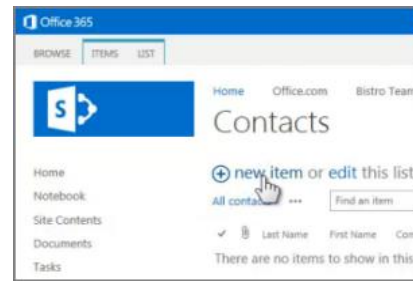 Office 365
BROWSE ITEMS LIST
S
Home Office.com Bistro Team
Contacts
new item or edit this list
All contacts ... Find an item
Last Name First Name Com
There are no items to show in this
Home
Notebook
Site Contents
Documents
Tasks